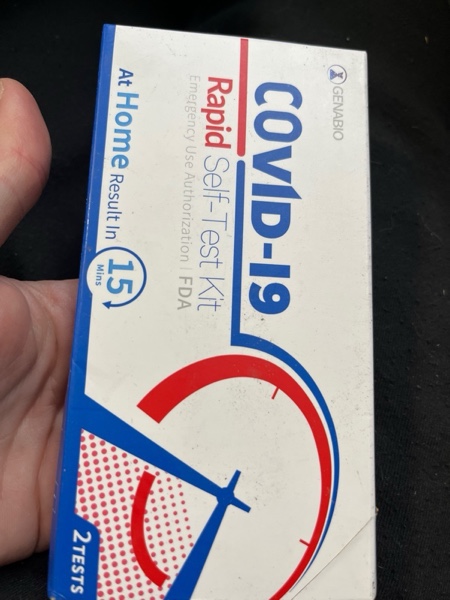 GENABIO
COVID-19
Rapid Self-Test Kit
Emergency Use Authorization | FDA
At Home Result In 15 Mins
2 TESTS